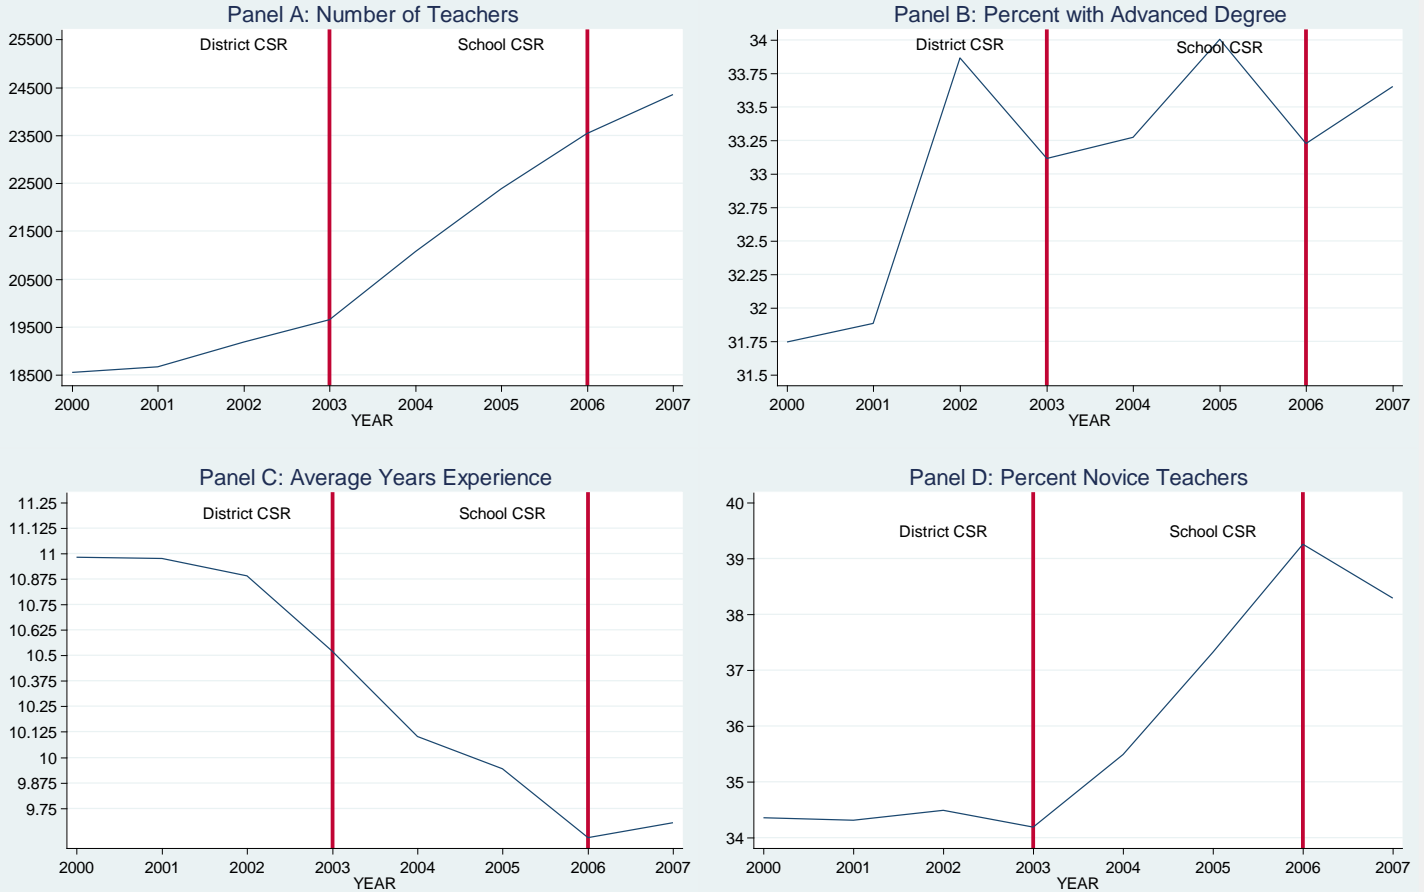 Panel A: Number of Teachers
District CSR
School CSR
25500
24500
23500
22500
21500
20500
19500
18500
2000 2001 2002 2003 2004 2005 2006 2007
YEAR
Panel B: Percent with Advanced Degree
District CSR
School CSR
34
33.75
33.5
33.25
33
32.75
32.5
32.25
32
31.75
31.5
2000 2001 2002 2003 2004 2005 2006 2007
YEAR
Panel C: Average Years Experience
District CSR
School CSR
11.25
11.125
11
10.875
10.75
10.625
10.5
10.375
10.25
10.125
10
9.875
9.75
2000 2001 2002 2003 2004 2005 2006 2007
YEAR
Panel D: Percent Novice Teachers
District CSR
School CSR
40
39
38
37
36
35
34
2000 2001 2002 2003 2004 2005 2006 2007
YEAR